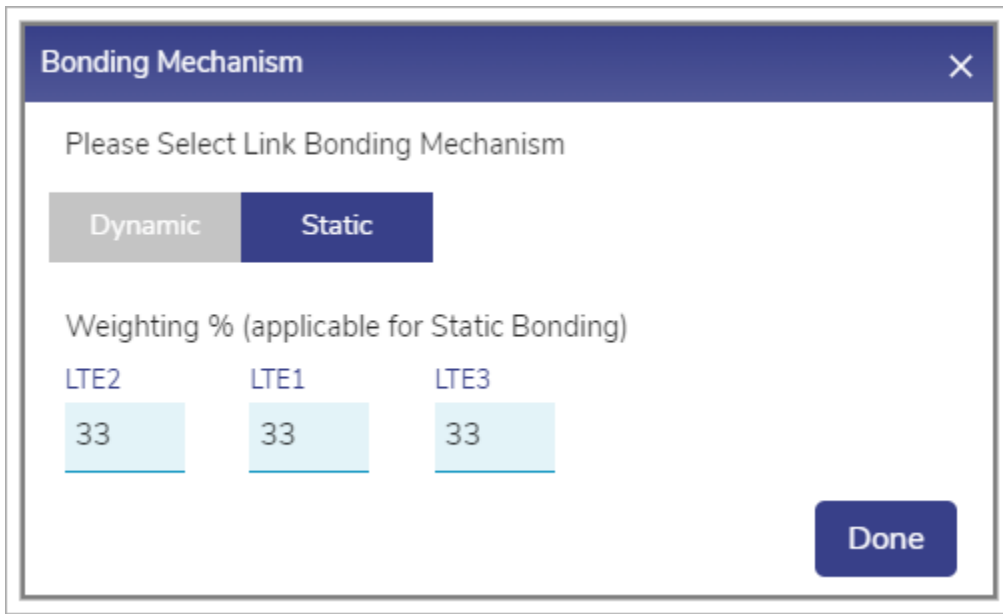 Bonding Mechanism ×
Please Select Link Bonding Mechanism
Dynamic Static
Weighting % (applicable for Static Bonding)
LTE2 LTE1 LTE3
33 33 33
Done